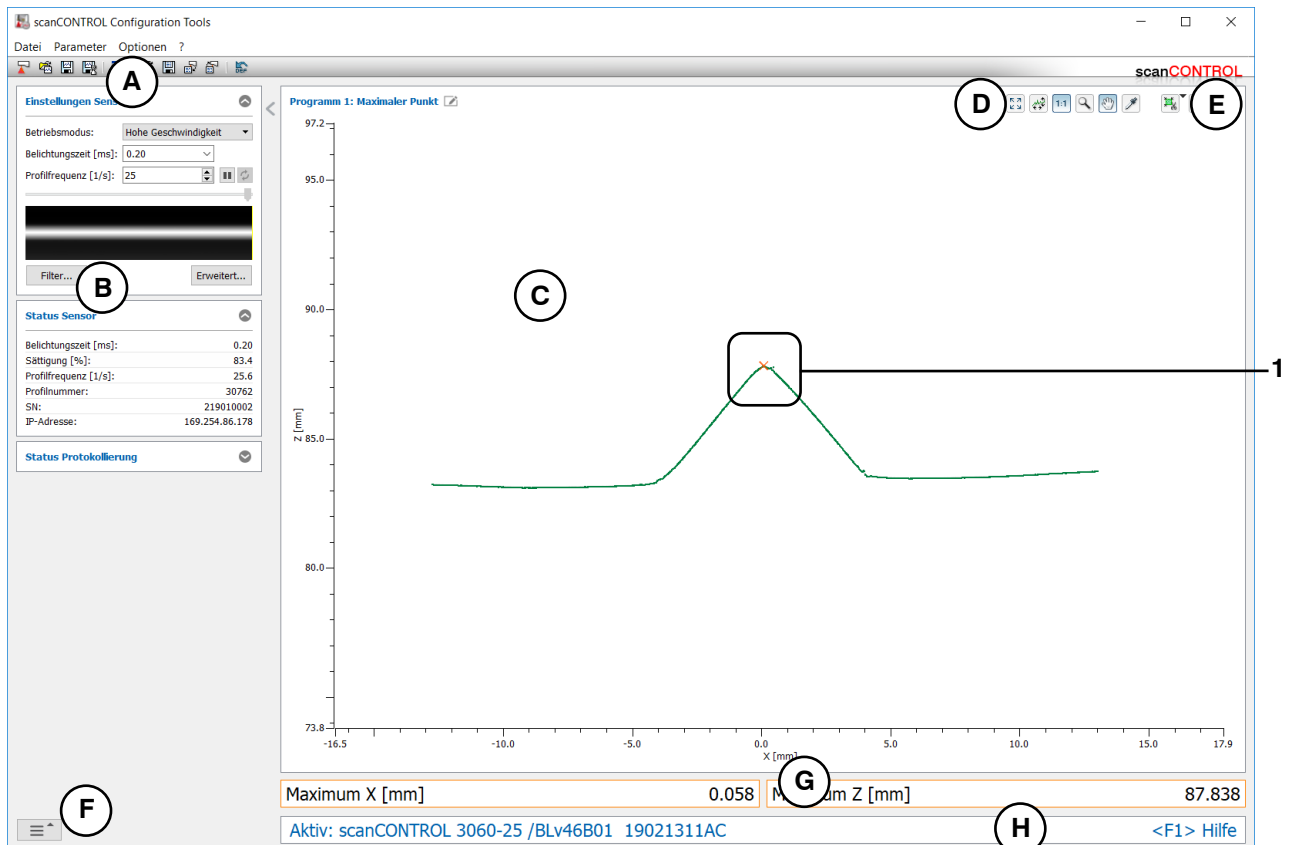 scanCONTROL Configuration Tools
Datei Parameter Optionen ?
scanCONTROL
A
Einstellungen Sens
Betriebsmodus: Hohe Geschwindigkeit
Belichtungszeit [ms]: 0.20
Profilfrequenz [1/s]: 25
Filter... Erweitert...
B
Status Sensor
Belichtungszeit [ms]: 0.20
Sättigung [%]: 83.4
Profilfrequenz [1/s]: 25.6
Profilnummer: 30762
SN: 219010002
IP-Adresse: 169.254.86.178
Status Protokollierung
F
Programm 1: Maximaler Punkt
D
1:1
E
97.2
95.0
90.0
85.0
80.0
73.8
Z [mm]
C
1
-16.5 -10.0 -5.0 0.0 5.0 10.0 15.0 17.9
X [mm]
G
Maximum X [mm] 0.058
um Z [mm] 87.838
Aktiv: scanCONTROL 3060-25 /BLv46B01 19021311AC
H
<F1> Hilfe